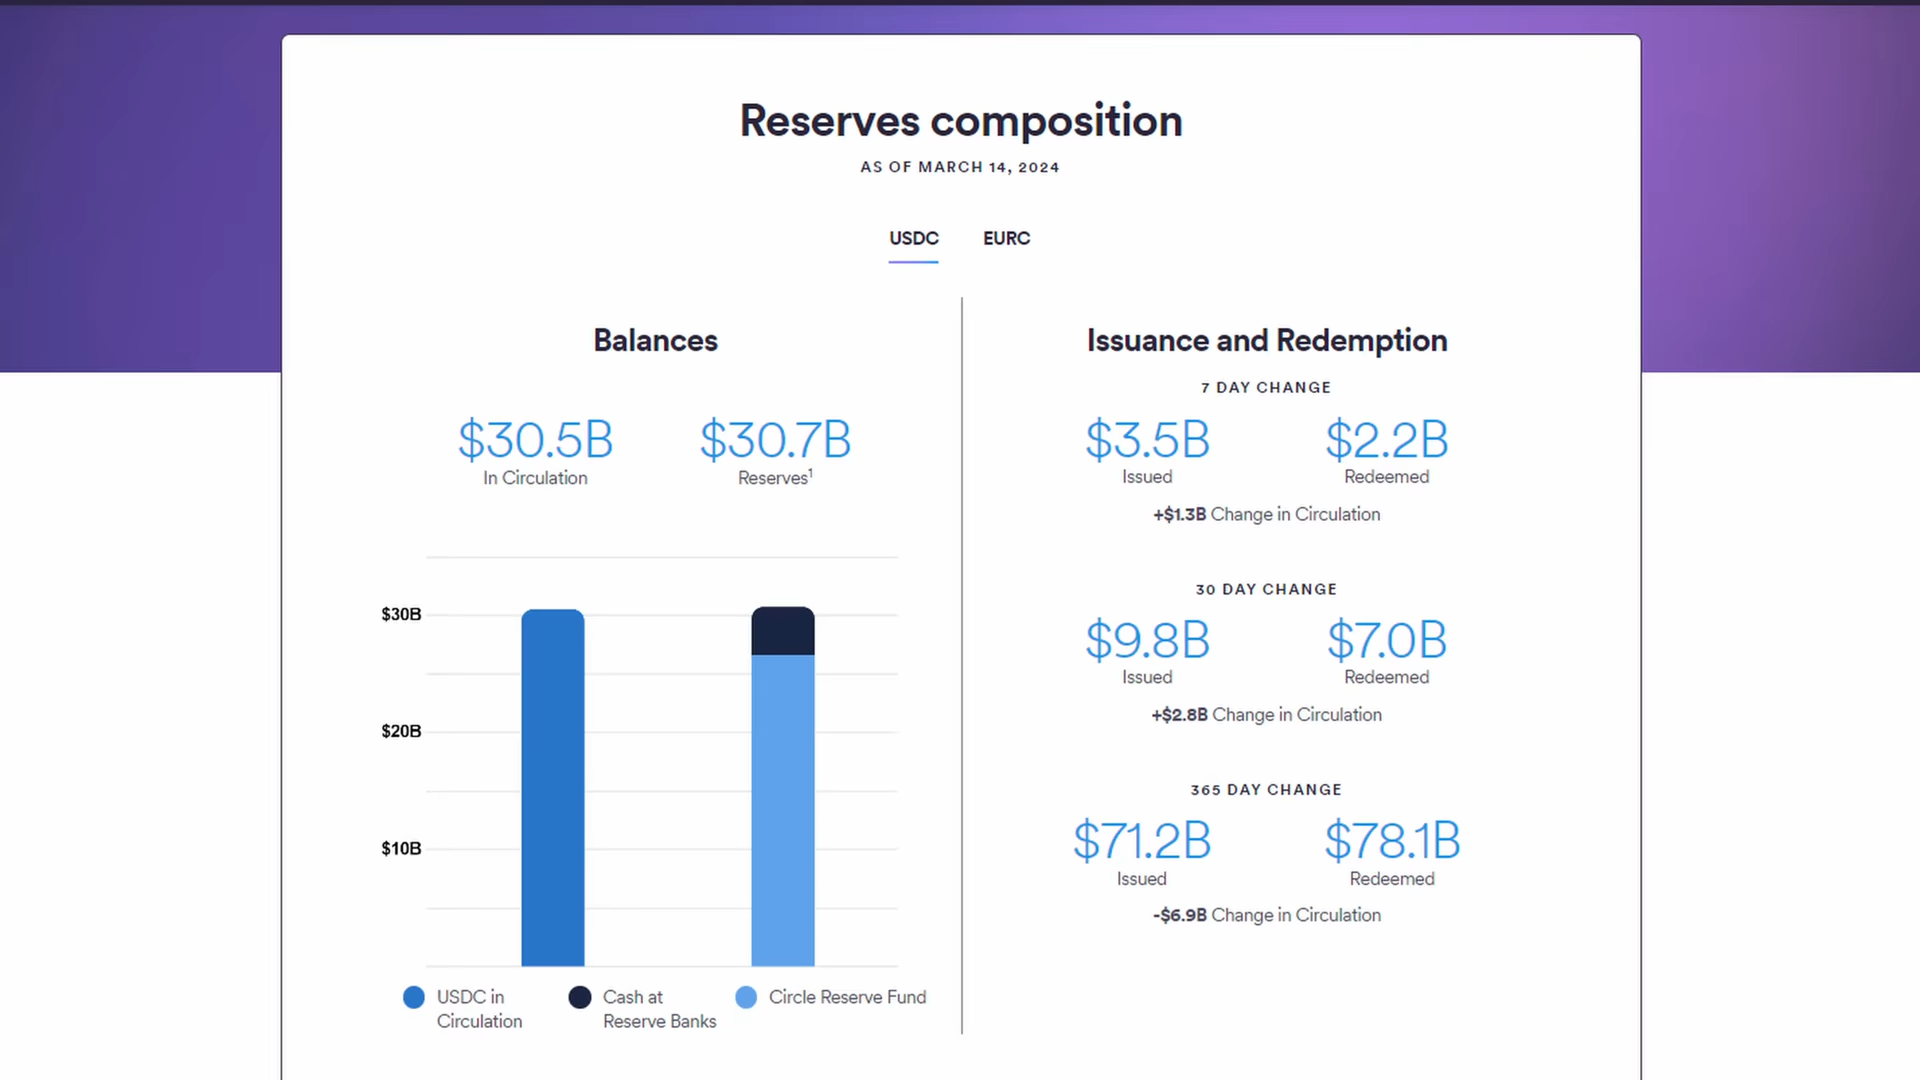 Reserves composition
AS OF MARCH 14, 2024
USDC EURC
Balances
$30.5B $30.7B
In Circulation Reserves¹
$30B
$20B
$10B
USDC in
Circulation
Cash at
Reserve Banks
Circle Reserve Fund
Issuance and Redemption
7 DAY CHANGE
$3.5B $2.2B
Issued Redeemed
+$1.3B Change in Circulation
30 DAY CHANGE
$9.8B $7.0B
Issued Redeemed
+$2.8B Change in Circulation
365 DAY CHANGE
$71.2B $78.1B
Issued Redeemed
-$6.9B Change in Circulation